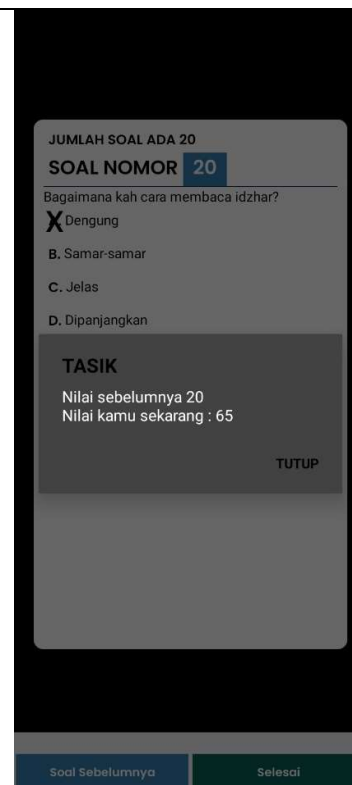 JUMLAH SOAL ADA 20
SOAL NOMOR 20
Bagaimana kah cara membaca idzhar?
X Dengung
B. Samar-samar
C. Jelas
D. Dipanjangkan
TASIK
Nilai sebelumnya 20
Nilai kamu sekarang : 65
TUTUP
Soal Sebelumnya
Selesai